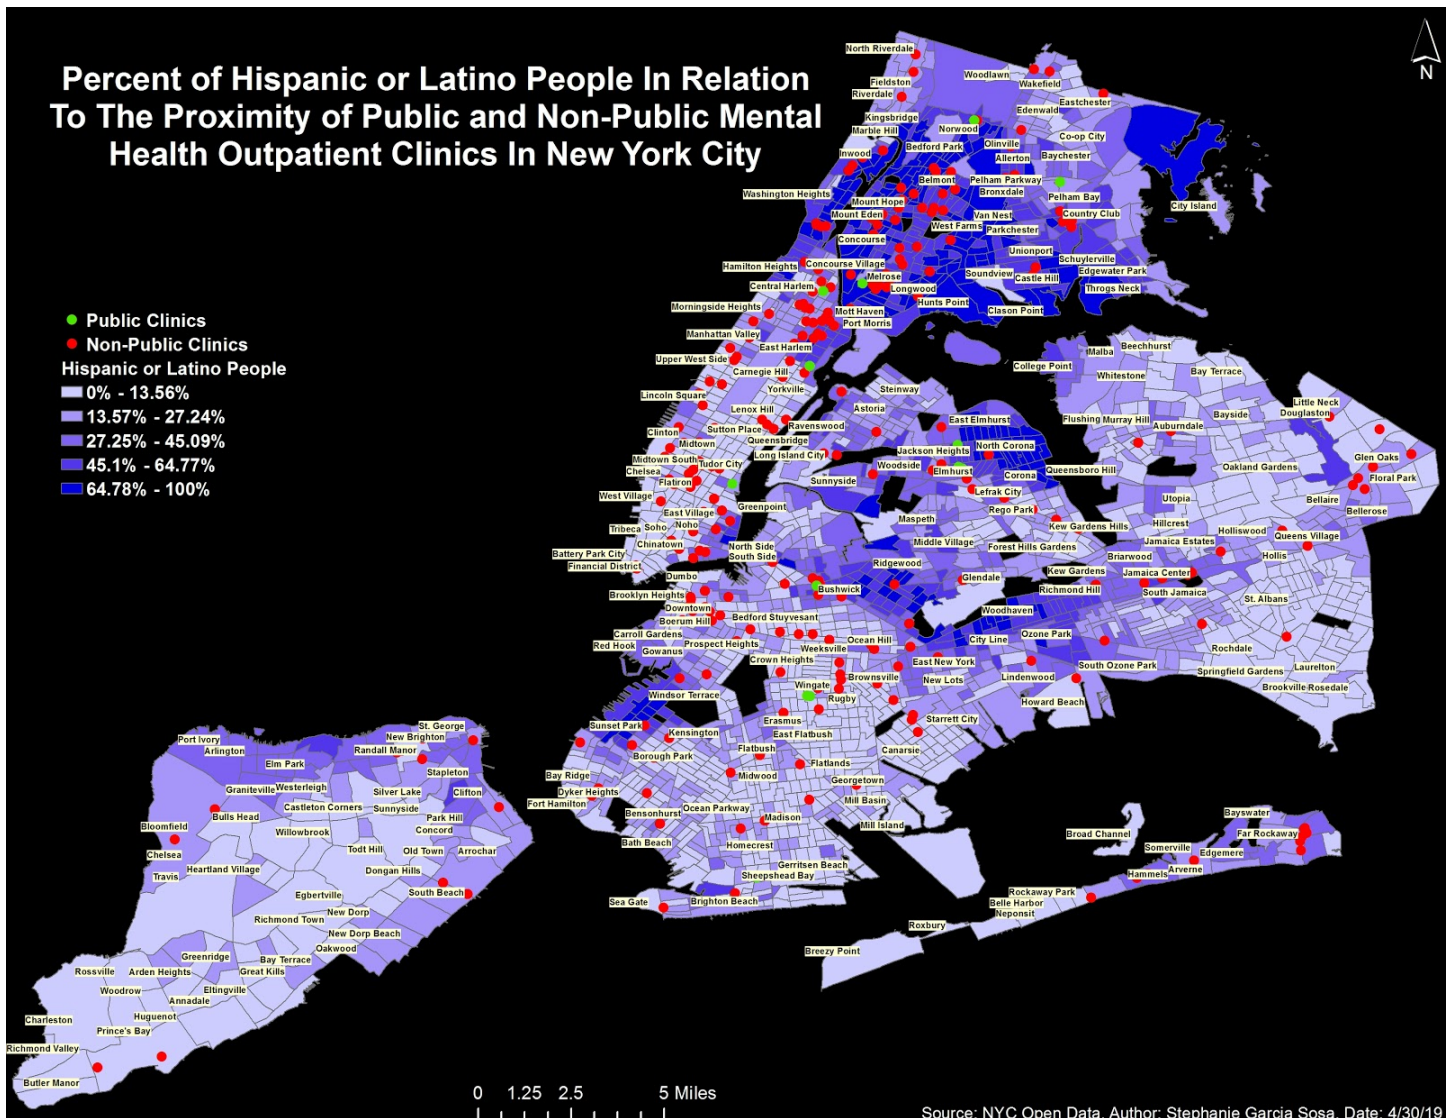 Percent of Hispanic or Latino People In Relation
To The Proximity of Public and Non-Public Mental
Health Outpatient Clinics In New York City
N
Public Clinics
Non-Public Clinics
Hispanic or Latino People
0% - 13.56%
13.57% - 27.24%
27.25% - 45.09%
45.1% - 64.77%
64.78% - 100%
North Riverdale
Woodlawn
Wakefield
Fieldston
Riverdale
Eastchester
Edenwald
Kingsbridge
Norwood
Marble Hill
Co-op City
Bedford Park
Olinville
Allerton
Baychester
Inwood
Belmont
Pelham Parkway
Bronxdale
Washington Heights
Pelham Bay
Mount Hope
City Island
Mount Eden
Van Nest
Country Club
West Farms
Parkchester
Concourse
Unionport
Schuylerville
Hamilton Heights
Concourse Village
Edgewater Park
Melrose
Soundview
Castle Hill
Central Harlem
Longwood
Throgs Neck
Hunts Point
Morningside Heights
Mott Haven
Clason Point
Port Morris
Manhattan Valley
East Harlem
Beechhurst
Malba
Upper West Side
College Point
Carnegie Hill
Whitestone
Bay Terrace
Yorkville
Steinway
Lincoln Square
Little Neck
Lenox Hill
Astoria
Douglaston
Flushing
Murray Hill
Bayside
East Elmhurst
Auburndale
Clinton
Sutton Place
Ravenswood
Queensbridge
Midtown
North Corona
Jackson Heights
Long Island City
Midtown South
Tudor City
Woodside
Glen Oaks
Chelsea
Elmhurst
Corona
Queensboro Hill
Oakland Gardens
Flatiron
Sunnyside
Floral Park
Lefrak City
West Village
Utopia
Bellaire
Greenpoint
Rego Park
East Village
Bellerose
Tribeca
Soho
Noho
Maspeth
Kew Gardens Hills
Hillcrest
Holliswood
Queens Village
Chinatown
Middle Village
Jamaica Estates
North Side
Forest Hills Gardens
Battery Park City
South Side
Briarwood
Hollis
Financial District
Ridgewood
Kew Gardens
Jamaica Center
Dumbo
Glendale
Brooklyn Heights
Bushwick
Richmond Hill
South Jamaica
St. Albans
Downtown
Woodhaven
Boerum Hill
Bedford Stuyvesant
Carroll Gardens
Ocean Hill
City Line
Ozone Park
Red Hook
Prospect Heights
Gowanus
Weeksville
Rochdale
Crown Heights
East New York
South Ozone Park
Springfield Gardens
Laurelton
Brownsville
New Lots
Lindenwood
Wingate
Brookville
Rosedale
Windsor Terrace
Rugby
Howard Beach
Sunset Park
Erasmus
Starrett City
Kensington
East Flatbush
Flatbush
Canarsie
Borough Park
Flatlands
Bay Ridge
Midwood
Georgetown
Dyker Heights
Fort Hamilton
Ocean Parkway
Mill Basin
Bensonhurst
Madison
Mill Island
Bath Beach
Homecrest
Gerritsen Beach
Sheepshead Bay
Sea Gate
Brighton Beach
Bayswater
Broad Channel
Far Rockaway
Somerville
Edgemere
Hammels
Arverne
Rockaway Park
Belle Harbor
Neponsit
Roxbury
Breezy Point
St. George
Port Ivory
New Brighton
Arlington
Randall Manor
Elm Park
Stapleton
Graniteville
Westerleigh
Silver Lake
Clifton
Castleton Corners
Sunnyside
Bulls Head
Park Hill
Bloomfield
Willowbrook
Concord
Chelsea
Todt Hill
Old Town
Arrochar
Heartland Village
Dongan Hills
Travis
Egbertville
South Beach
New Dorp
Richmond Town
New Dorp Beach
Oakwood
Greenridge
Bay Terrace
Rossville
Arden Heights
Great Kills
Woodrow
Eltingville
Annadale
Charleston
Huguenot
Prince's Bay
Richmond Valley
Butler Manor
0 1.25 2.5 5 Miles
Source: NYC Open Data, Author: Stephanie Garcia Sosa, Date: 4/30/19